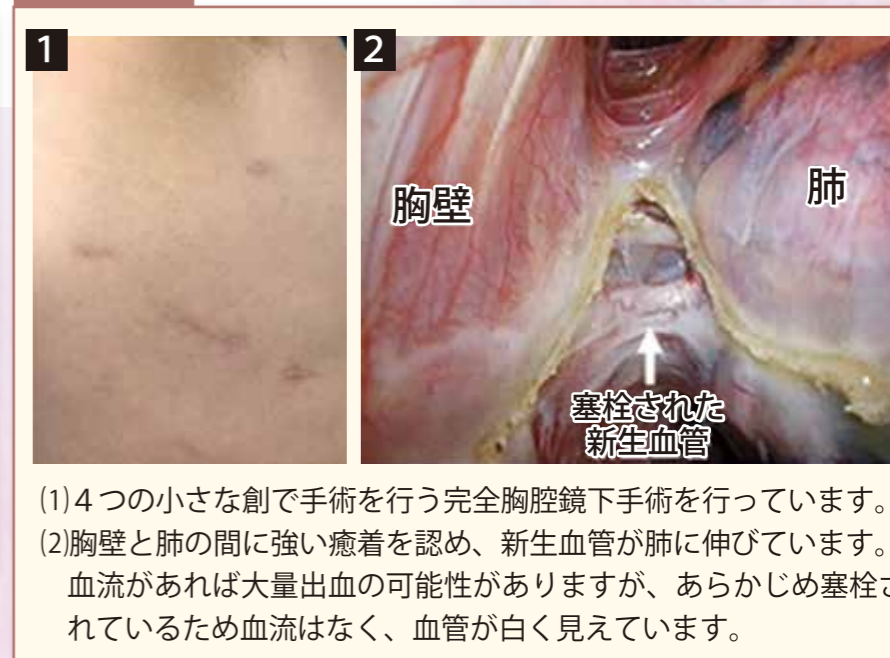 1
2
胸壁
肺
塞栓された
新生血管
⑴４つの小さな創で手術を行う完全胸腔鏡下手術を行っています。
⑵胸壁と肺の間に強い癒着を認め、新生血管が肺に伸びています。
血流があれば大量出血の可能性がありますが、あらかじめ塞栓さ
れているため血流はなく、血管が白く見えています。